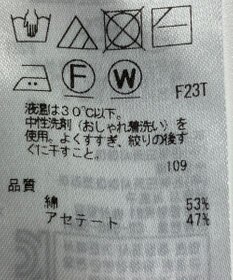 F W F23T
液温は30℃以下。
中性洗剤(おしゃれ着洗い)を
使用。よくすすぎ、絞りの後す
ぐに干すこと。
109
品質
綿 53%
アセテート 47%